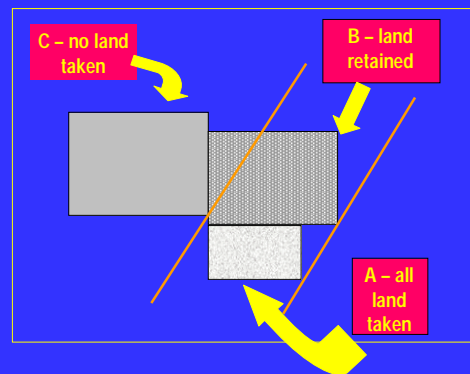 C – no land
taken
B – land
retained
A – all
land
taken